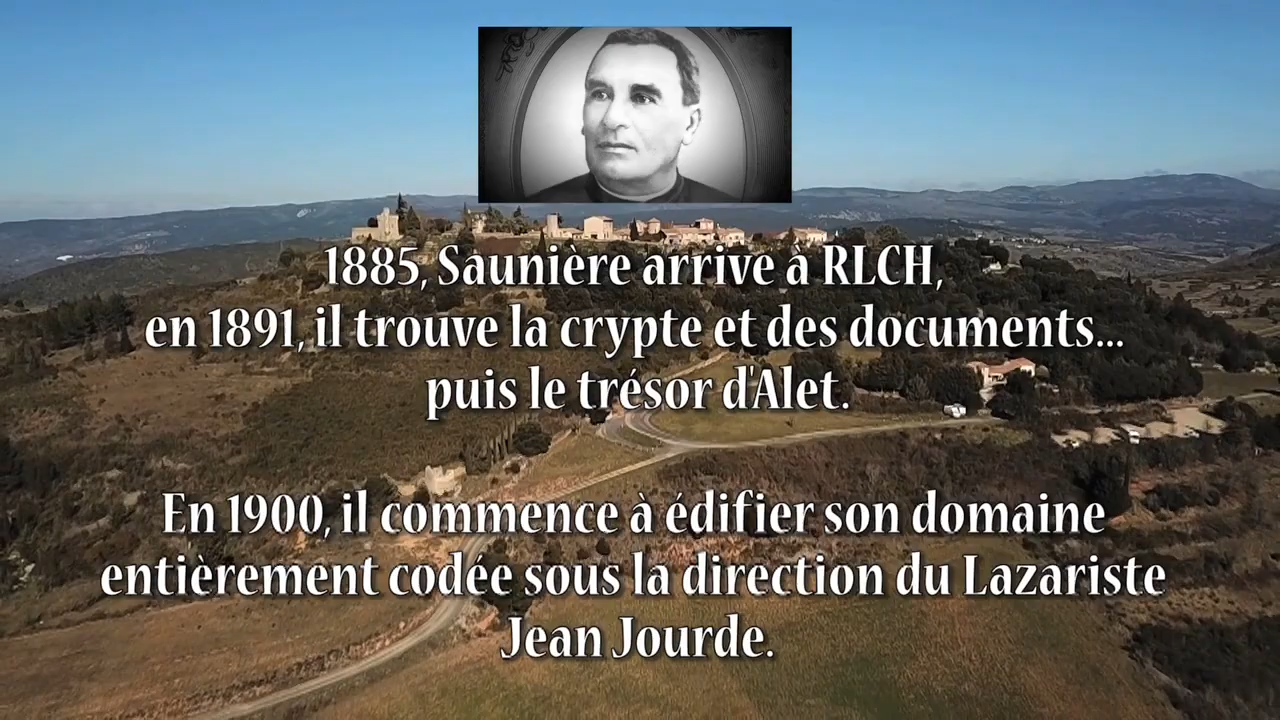 1885, Saunière arrive à RLCH,
en 1891, il trouve la crypte et des documents...
puis le trésor d'Alet.
En 1900, il commence à édifier son domaine
entièrement codée sous la direction du Lazariste
Jean Jourde.